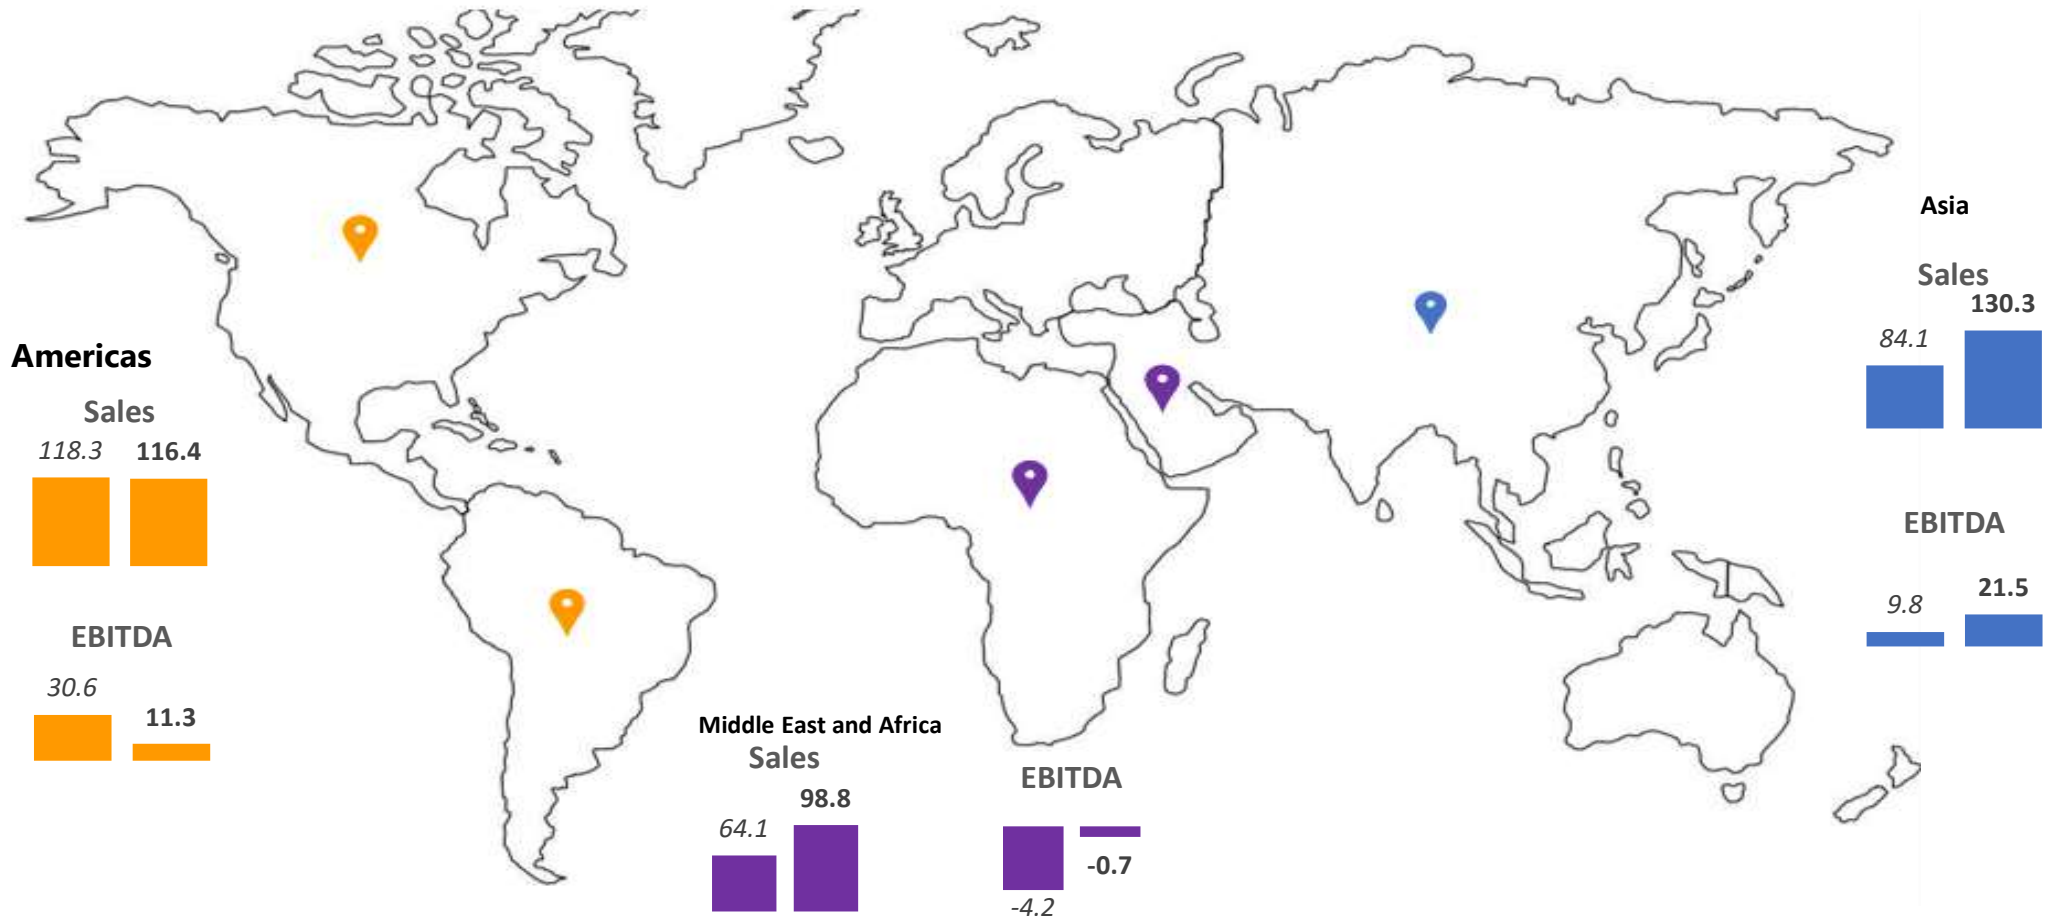 Americas
Sales
118.3 116.4
EBITDA
30.6
11.3
Middle East and Africa
Sales
98.8
64.1
EBITDA
-0.7
-4.2
Asia
Sales
130.3
84.1
EBITDA
21.5
9.8